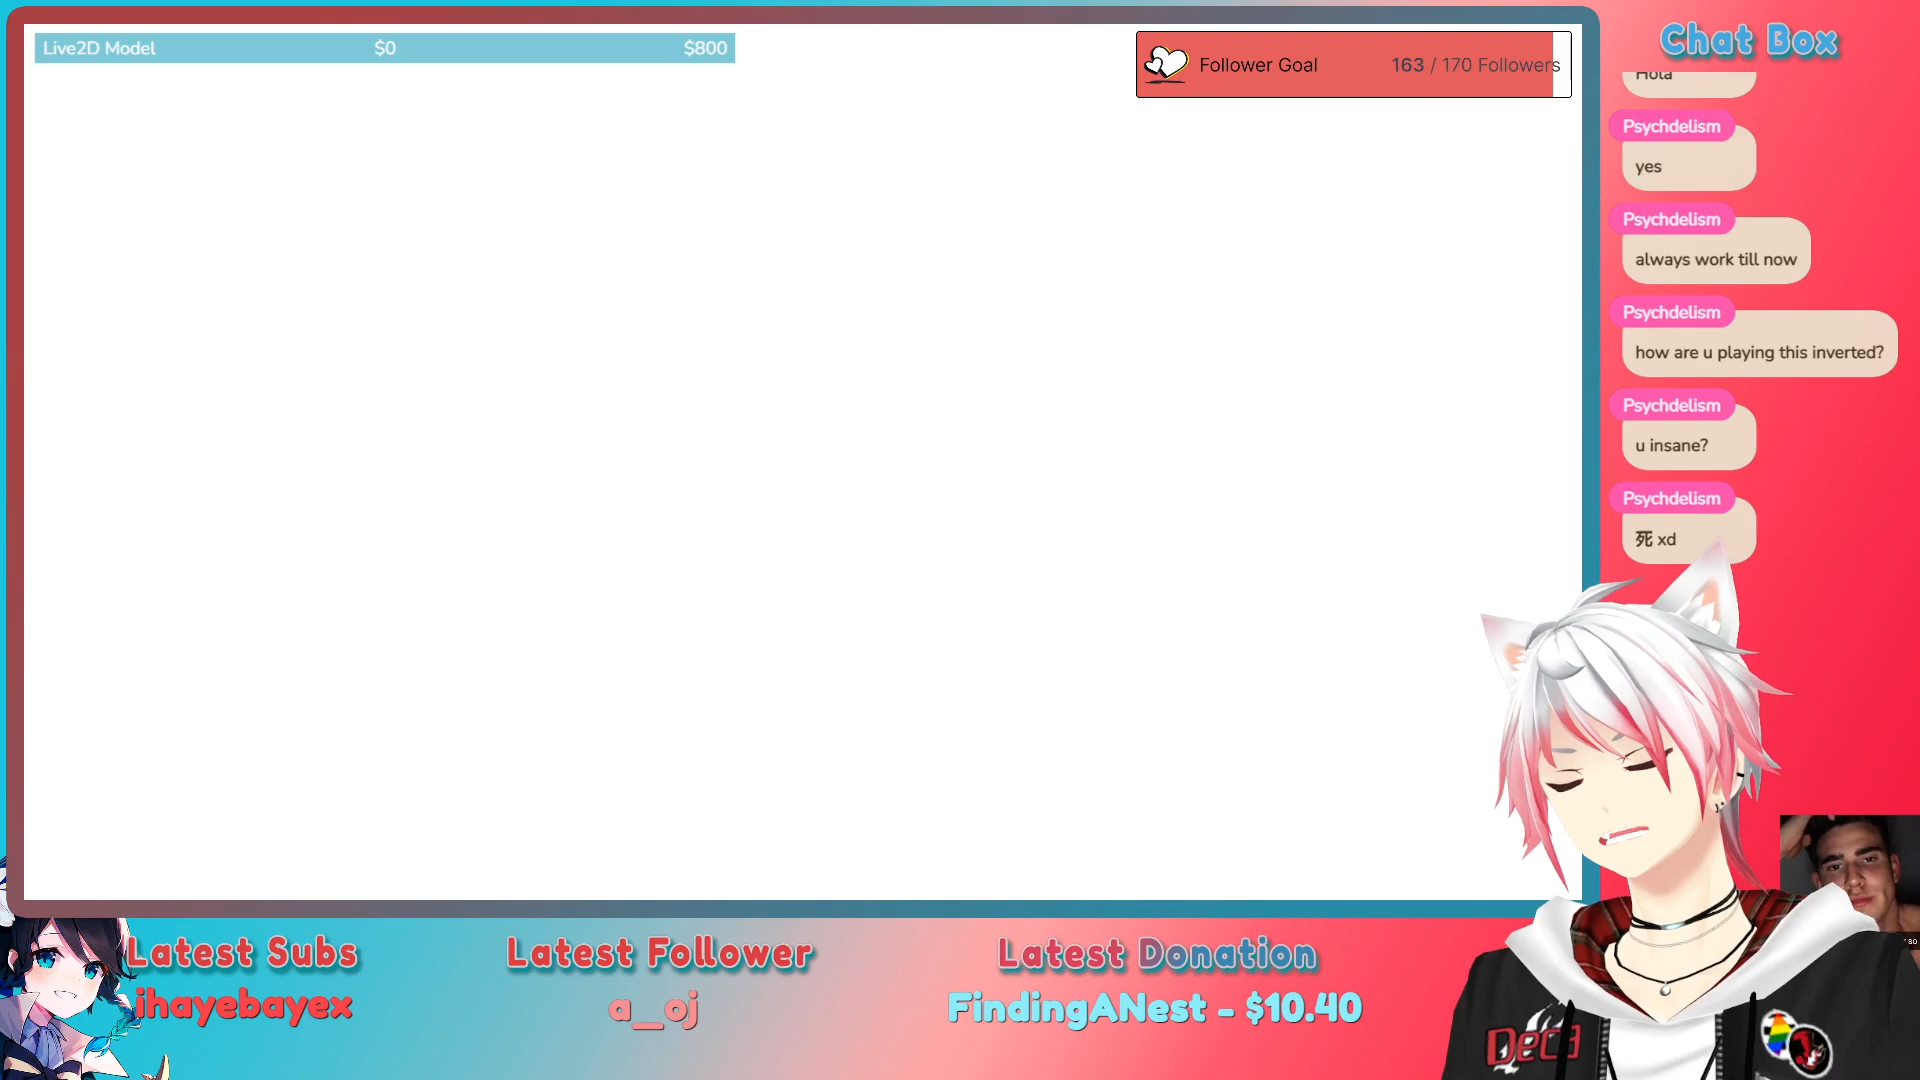 Live2D Model $0 $800
Follower Goal 163 / 170 Followers
Chat Box
Hola
Psychdelism
yes
Psychdelism
always work till now
Psychdelism
how are u playing this inverted?
Psychdelism
u insane?
Psychdelism
死 xd
Latest Subs
ihayebayex
Latest Follower
a__oj
Latest Donation
FindingANest - $10.40